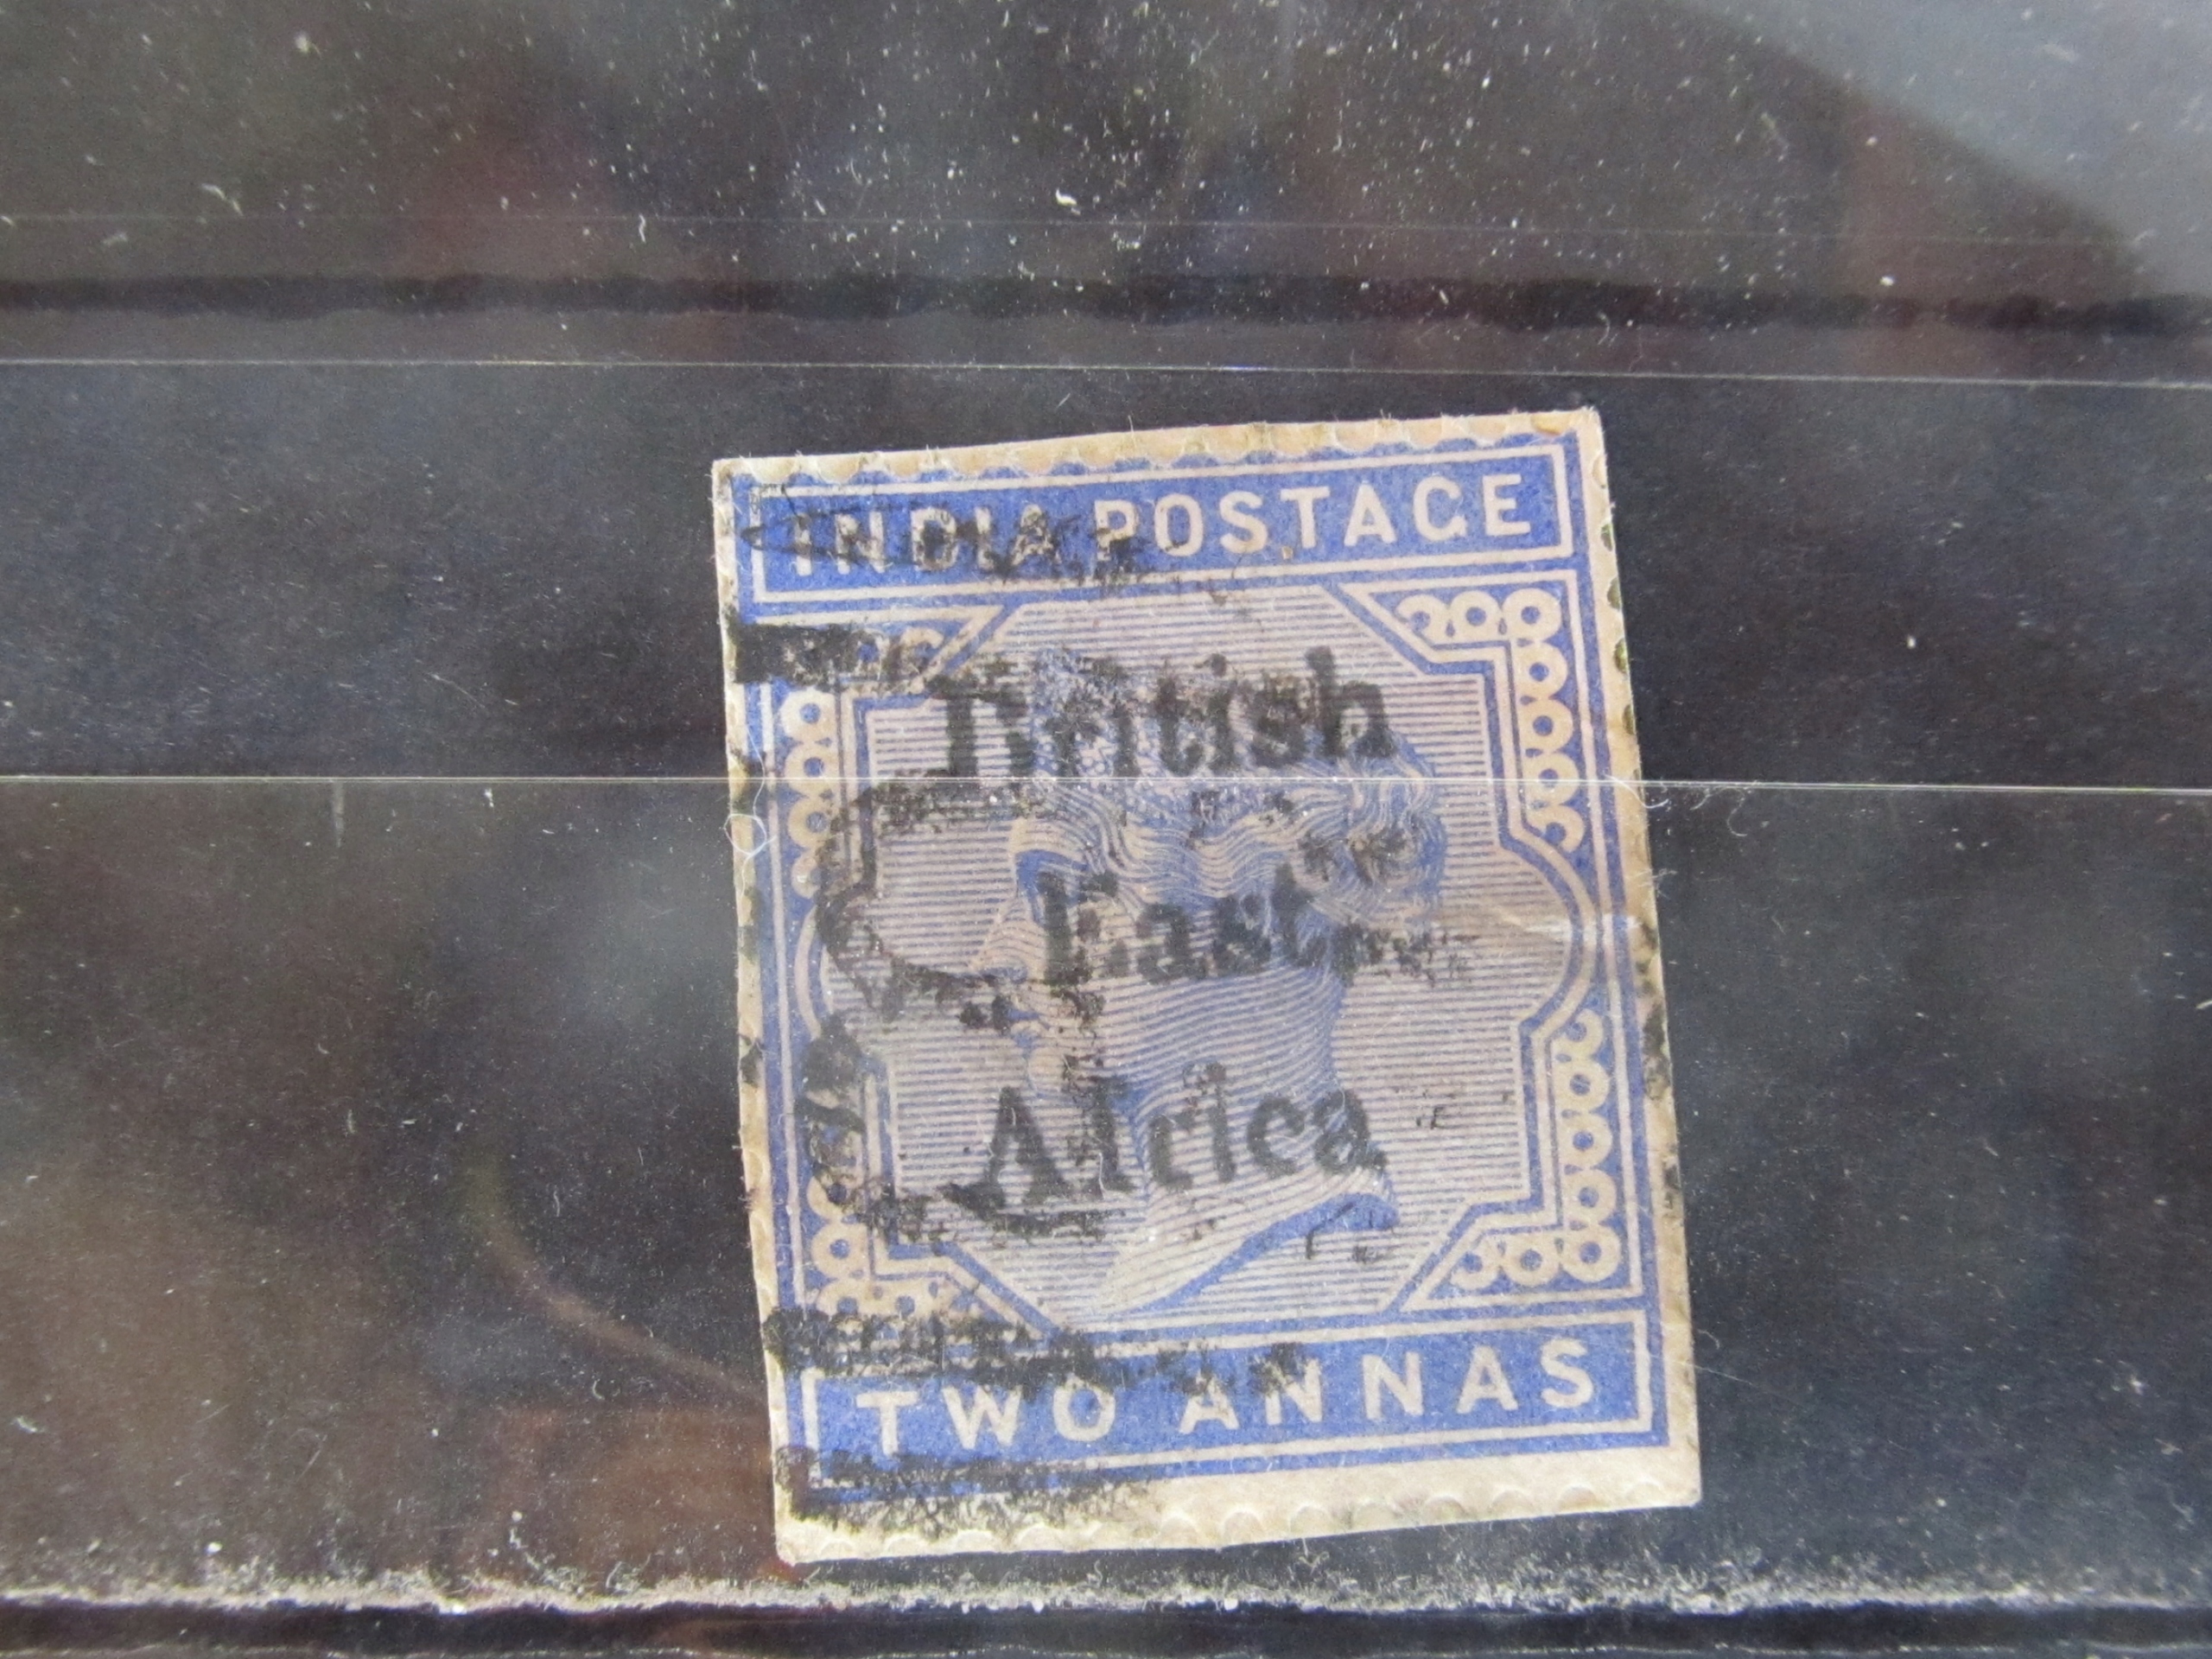 INDIA POSTAGE
British
East
Africa
TWO ANNAS